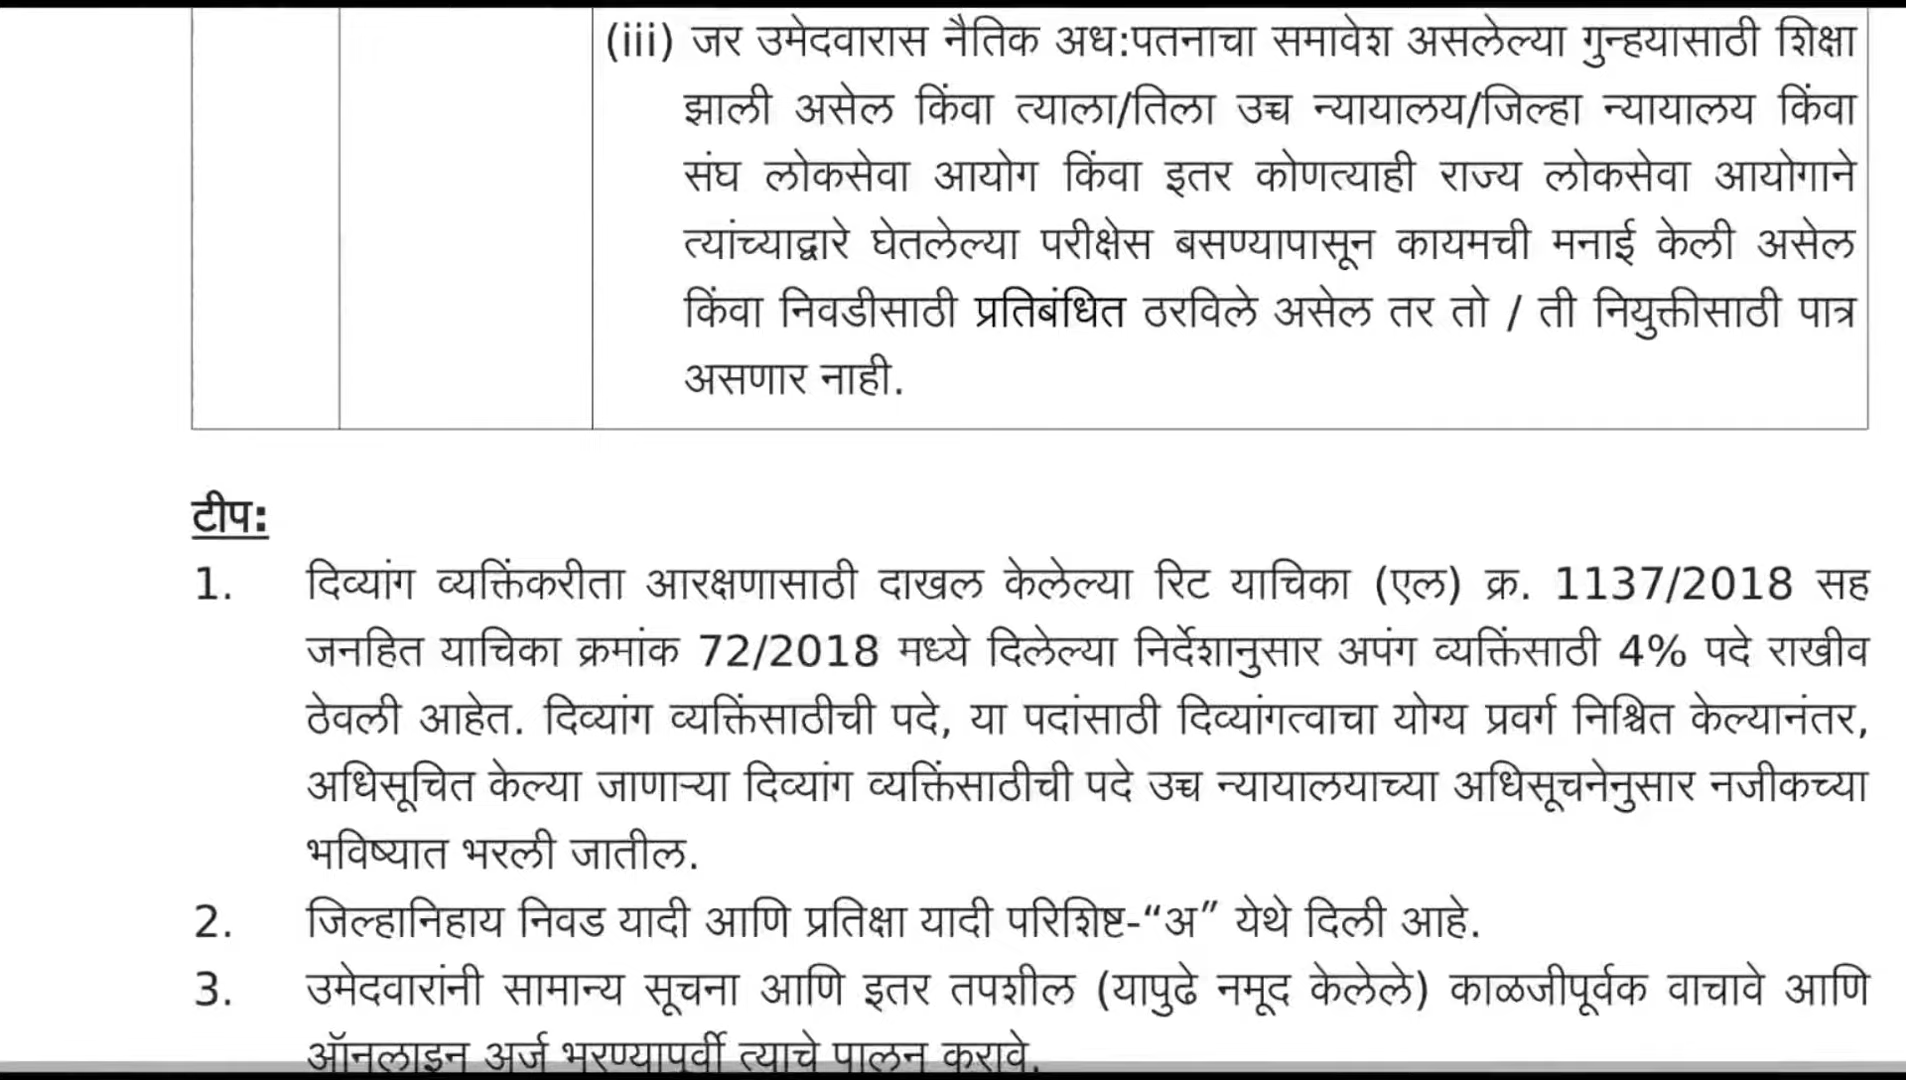 (iii) जर उमेदवारास नैतिक अध:पतनाचा समावेश असलेल्या गुन्हयासाठी शिक्षा
झाली असेल किंवा त्याला/तिला उच्च न्यायालय/जिल्हा न्यायालय किंवा
संघ लोकसेवा आयोग किंवा इतर कोणत्याही राज्य लोकसेवा आयोगाने
त्यांच्याद्वारे घेतलेल्या परीक्षेस बसण्यापासून कायमची मनाई केली असेल
किंवा निवडीसाठी प्रतिबंधित ठरविले असेल तर तो / ती नियुक्तीसाठी पात्र
असणार नाही.
टीप:
1. दिव्यांग व्यक्तिंकरीता आरक्षणासाठी दाखल केलेल्या रिट याचिका (एल) क्र. 1137/2018 सह
जनहित याचिका क्रमांक 72/2018 मध्ये दिलेल्या निर्देशानुसार अपंग व्यक्तिंसाठी 4% पदे राखीव
ठेवली आहेत. दिव्यांग व्यक्तिंसाठीची पदे, या पदांसाठी दिव्यांगत्वाचा योग्य प्रवर्ग निश्चित केल्यानंतर,
अधिसूचित केल्या जाणाऱ्या दिव्यांग व्यक्तिंसाठीची पदे उच्च न्यायालयाच्या अधिसूचनेनुसार नजीकच्या
भविष्यात भरली जातील.
2. जिल्हानिहाय निवड यादी आणि प्रतिक्षा यादी परिशिष्ट-“अ” येथे दिली आहे.
3. उमेदवारांनी सामान्य सूचना आणि इतर तपशील (यापुढे नमूद केलेले) काळजीपूर्वक वाचावे आणि
ऑनलाइन अर्ज भरण्यापूर्वी त्याचे पालन करावे.